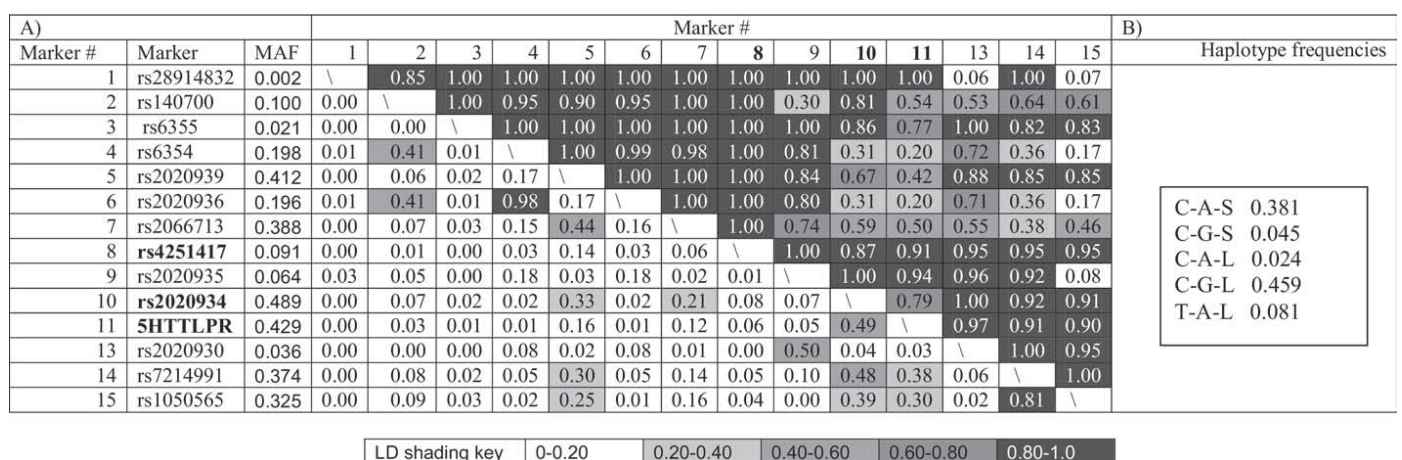 A) Marker # B)
Marker # Marker MAF 1 2 3 4 5 6 7 8 9 10 11 13 14 15 Haplotype frequencies
1 rs28914832 0.002 \ 0.85 1.00 1.00 1.00 1.00 1.00 1.00 1.00 1.00 1.00 0.06 1.00 0.07
2 rs140700 0.100 0.00 \ 1.00 0.95 0.90 0.95 1.00 1.00 0.30 0.81 0.54 0.53 0.64 0.61
3 rs6355 0.021 0.00 0.00 \ 1.00 1.00 1.00 1.00 1.00 1.00 0.86 0.77 1.00 0.82 0.83
4 rs6354 0.198 0.01 0.41 0.01 \ 1.00 0.99 0.98 1.00 0.81 0.31 0.20 0.72 0.36 0.17
5 rs2020939 0.412 0.00 0.06 0.02 0.17 \ 1.00 1.00 1.00 0.84 0.67 0.42 0.88 0.85 0.85
6 rs2020936 0.196 0.01 0.41 0.01 0.98 0.17 \ 1.00 1.00 0.80 0.31 0.20 0.71 0.36 0.17
7 rs2066713 0.388 0.00 0.07 0.03 0.15 0.44 0.16 \ 1.00 0.74 0.59 0.50 0.55 0.38 0.46
8 rs4251417 0.091 0.00 0.01 0.00 0.03 0.14 0.03 0.06 \ 1.00 0.87 0.91 0.95 0.95 0.95
9 rs2020935 0.064 0.03 0.05 0.00 0.18 0.03 0.18 0.02 0.01 \ 1.00 0.94 0.96 0.92 0.08
10 rs2020934 0.489 0.00 0.07 0.02 0.02 0.33 0.02 0.21 0.08 0.07 \ 0.79 1.00 0.92 0.91
11 5HTTLPR 0.429 0.00 0.03 0.01 0.01 0.16 0.01 0.12 0.06 0.05 0.49 \ 0.97 0.91 0.90
13 rs2020930 0.036 0.00 0.00 0.00 0.08 0.02 0.08 0.01 0.00 0.50 0.04 0.03 \ 1.00 0.95
14 rs7214991 0.374 0.00 0.08 0.02 0.05 0.30 0.05 0.14 0.05 0.10 0.48 0.38 0.06 \ 1.00
15 rs1050565 0.325 0.00 0.09 0.03 0.02 0.25 0.01 0.16 0.04 0.00 0.39 0.30 0.02 0.81 \
C-A-S 0.381
C-G-S 0.045
C-A-L 0.024
C-G-L 0.459
T-A-L 0.081
LD shading key 0-0.20 0.20-0.40 0.40-0.60 0.60-0.80 0.80-1.0